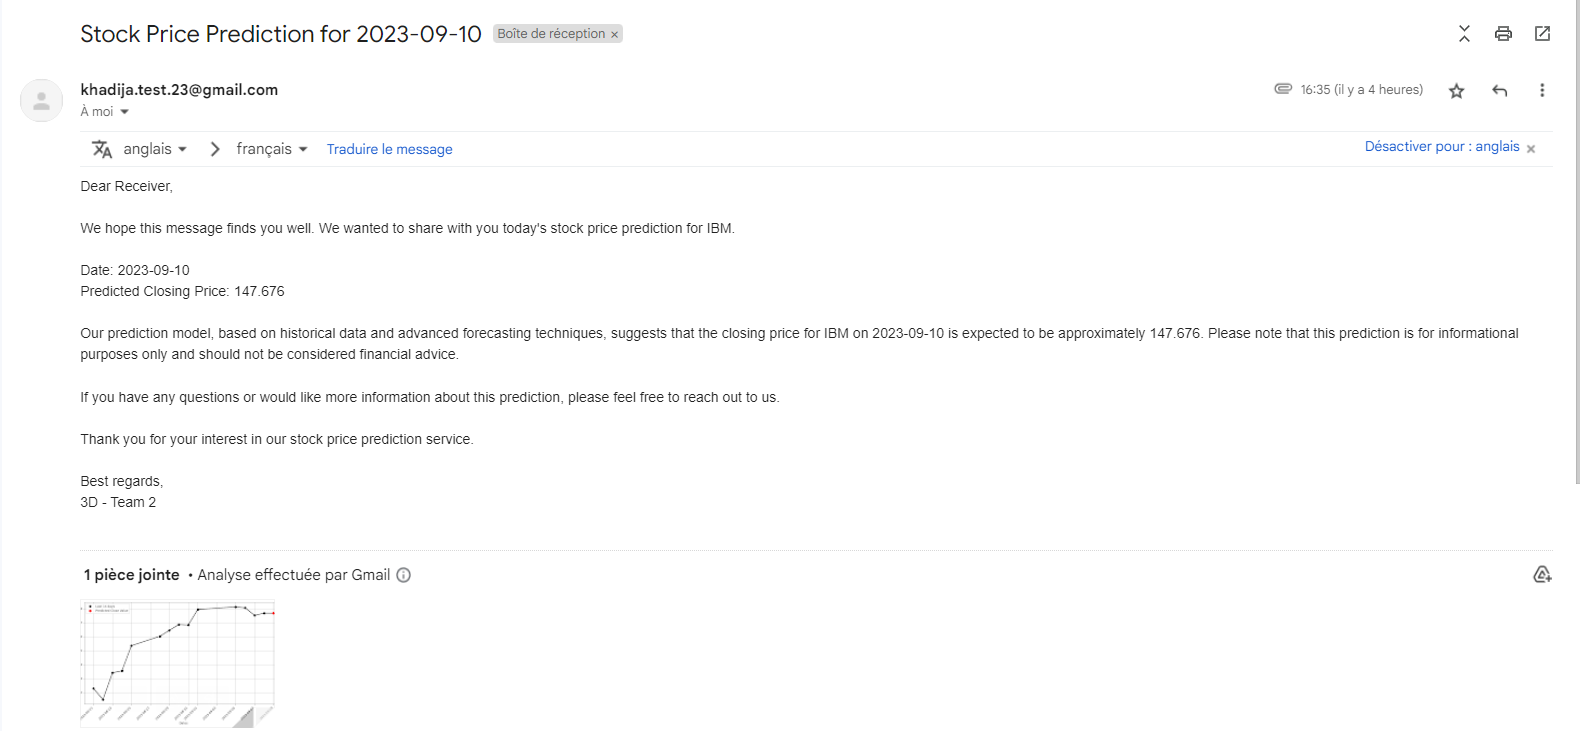 Stock Price Prediction for 2023-09-10 Boîte de réception ×
khadija.test.23@gmail.com
16:35 (il y a 4 heures)
À moi
anglais français Traduire le message
Désactiver pour : anglais ×
Dear Receiver,
We hope this message finds you well. We wanted to share with you today's stock price prediction for IBM.
Date: 2023-09-10
Predicted Closing Price: 147.676
Our prediction model, based on historical data and advanced forecasting techniques, suggests that the closing price for IBM on 2023-09-10 is expected to be approximately 147.676. Please note that this prediction is for informational
purposes only and should not be considered financial advice.
If you have any questions or would like more information about this prediction, please feel free to reach out to us.
Thank you for your interest in our stock price prediction service.
Best regards,
3D - Team 2
1 pièce jointe • Analyse effectuée par Gmail